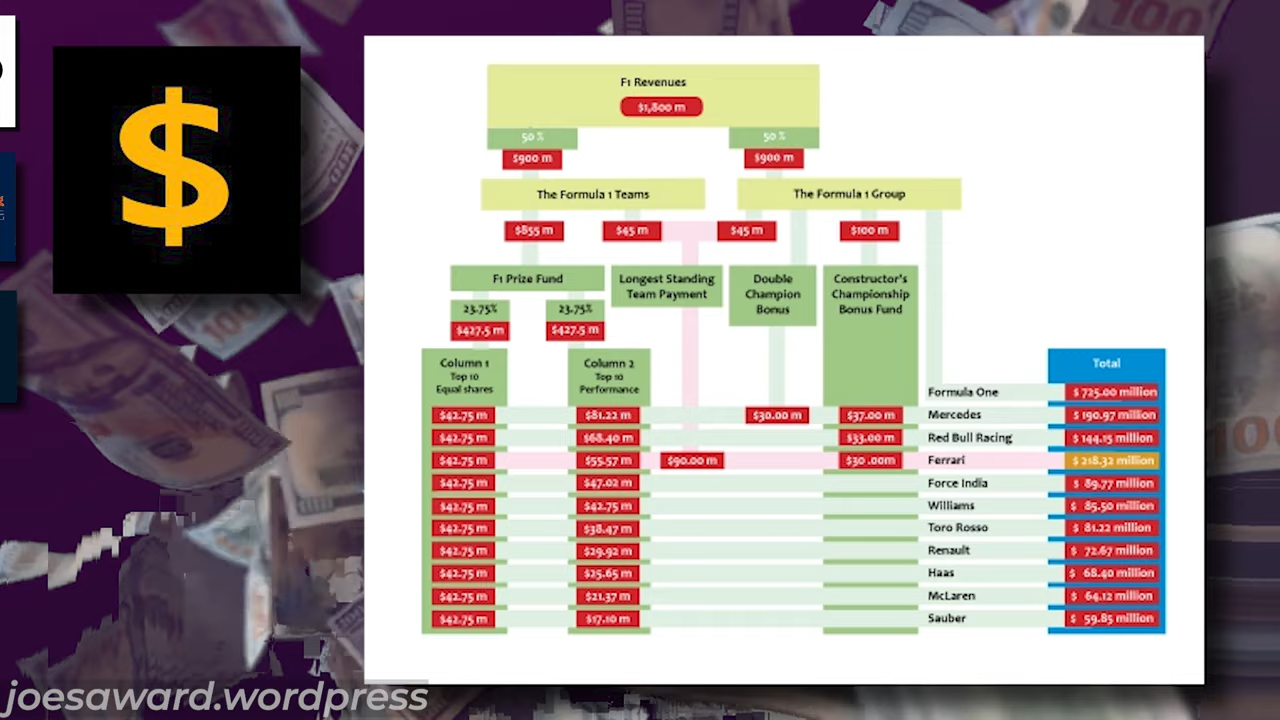 $
F1 Revenues
$1,800 m
50 %
50 %
$900 m
$900 m
The Formula 1 Teams
The Formula 1 Group
$855 m
$45 m
$45 m
$100 m
F1 Prize Fund
Longest Standing
Team Payment
Double
Champion
Bonus
Constructor's
Championship
Bonus Fund
23.75%
23.75%
$427.5 m
$427.5 m
Column 1
Top 10
Equal shares
Column 2
Top 10
Performance
Total
Formula One $ 725.00 million
$42.75 m $81.22 m $30.00 m $37.00 m Mercedes $ 190.97 million
$42.75 m $68.40 m $33.00 m Red Bull Racing $ 144.15 million
$42.75 m $55.57 m $90.00 m $30 .00m Ferrari $ 218.32 million
$42.75 m $47.02 m Force India $ 89.77 million
$42.75 m $42.75 m Williams $ 85.50 million
$42.75 m $38.47 m Toro Rosso $ 81.22 million
$42.75 m $29.92 m Renault $ 72.67 million
$42.75 m $25.65 m Haas $ 68.40 million
$42.75 m $21.37 m McLaren $ 64.12 million
$42.75 m $17.10 m Sauber $ 59.85 million
joesaward.wordpress